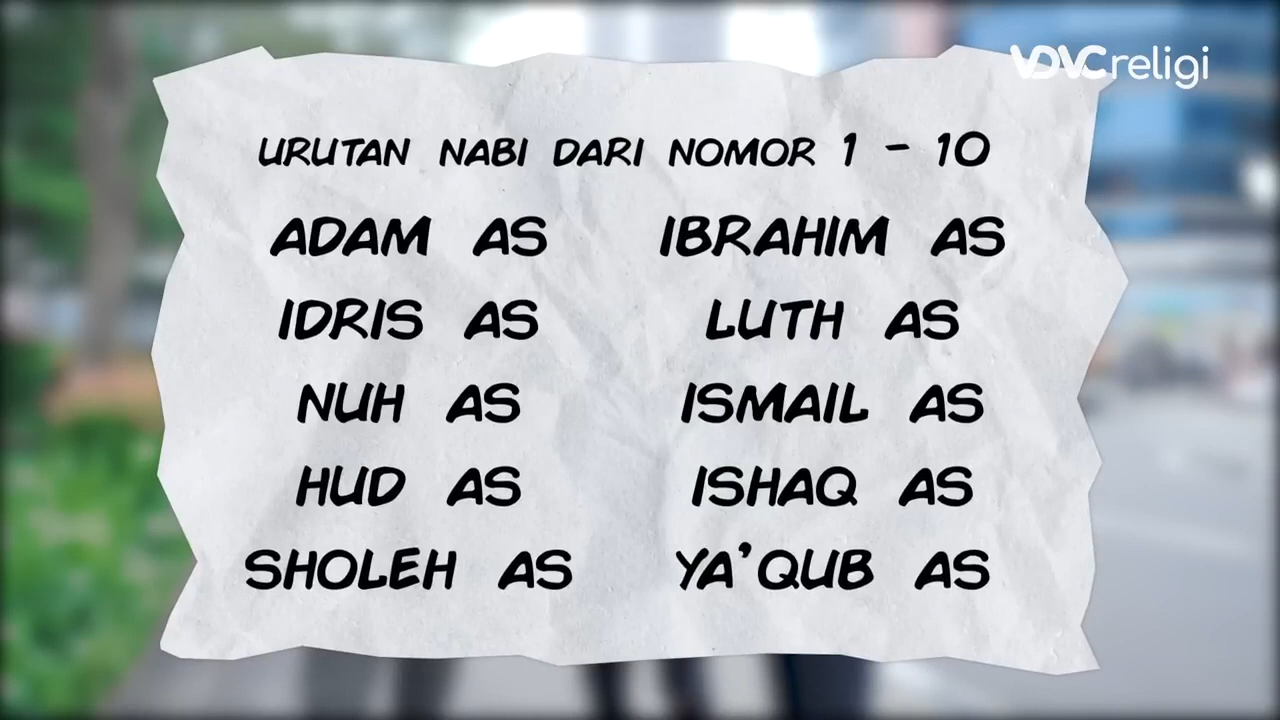 VDVC religi
URUTAN NABI DARI NOMOR 1 - 10
ADAM AS
IDRIS AS
NUH AS
HUD AS
SHOLEH AS
IBRAHIM AS
LUTH AS
ISMAIL AS
ISHAQ AS
YA'QUB AS